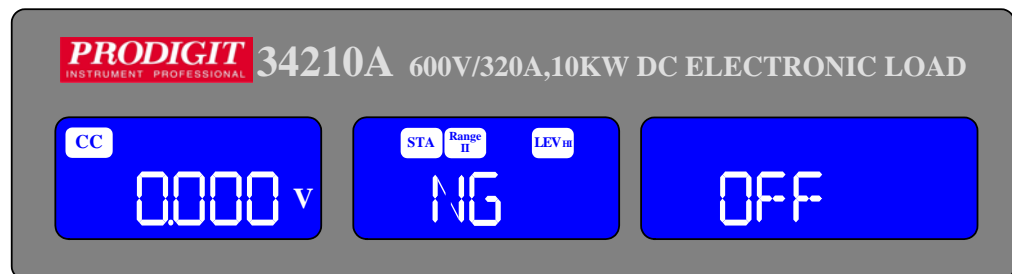 PRODIGIT 34210A 600V/320A,10KW DC ELECTRONIC LOAD
INSTRUMENT PROFESSIONAL
CC
0.000 V
STA Range II LEV HI
NG
OFF